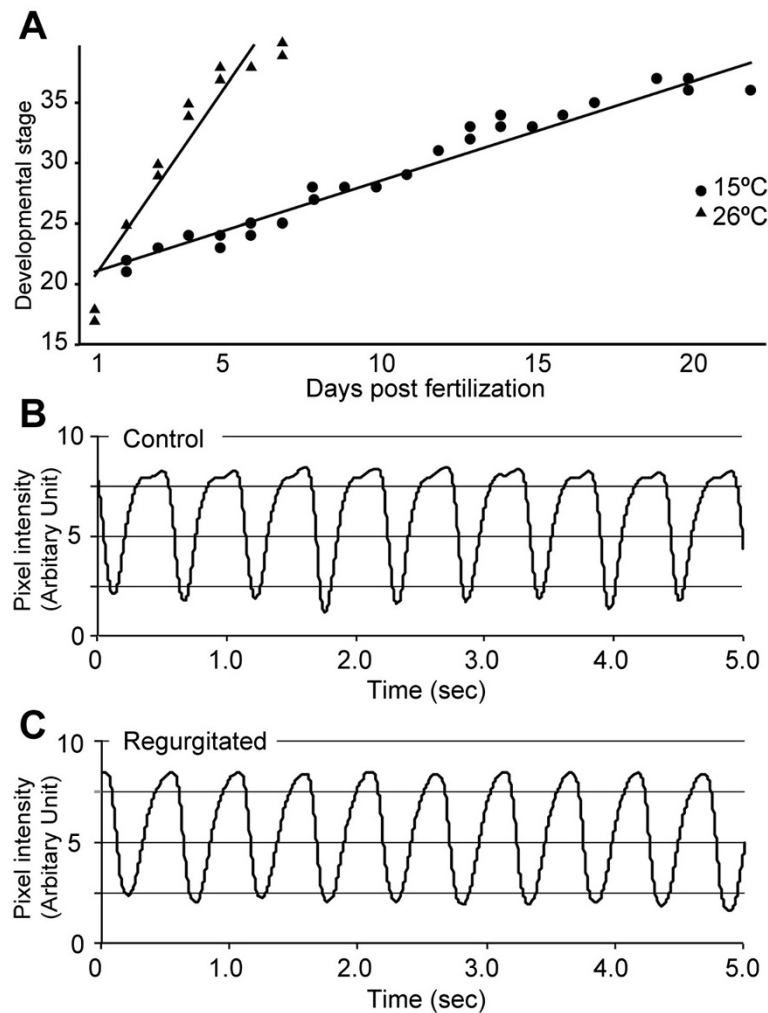 A
Developmental stage
35
30
25
20
15
15ºC
26ºC
1 5 10 15 20
Days post fertilization
B
Control
Pixel intensity
(Arbitary Unit)
10
5
0
0 1.0 2.0 3.0 4.0 5.0
Time (sec)
C
Regurgitated
Pixel intensity
(Arbitary Unit)
10
5
0
0 1.0 2.0 3.0 4.0 5.0
Time (sec)